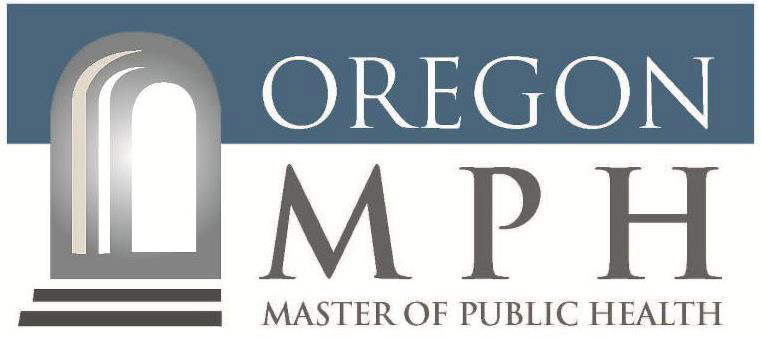 OREGON
MPH
MASTER OF PUBLIC HEALTH